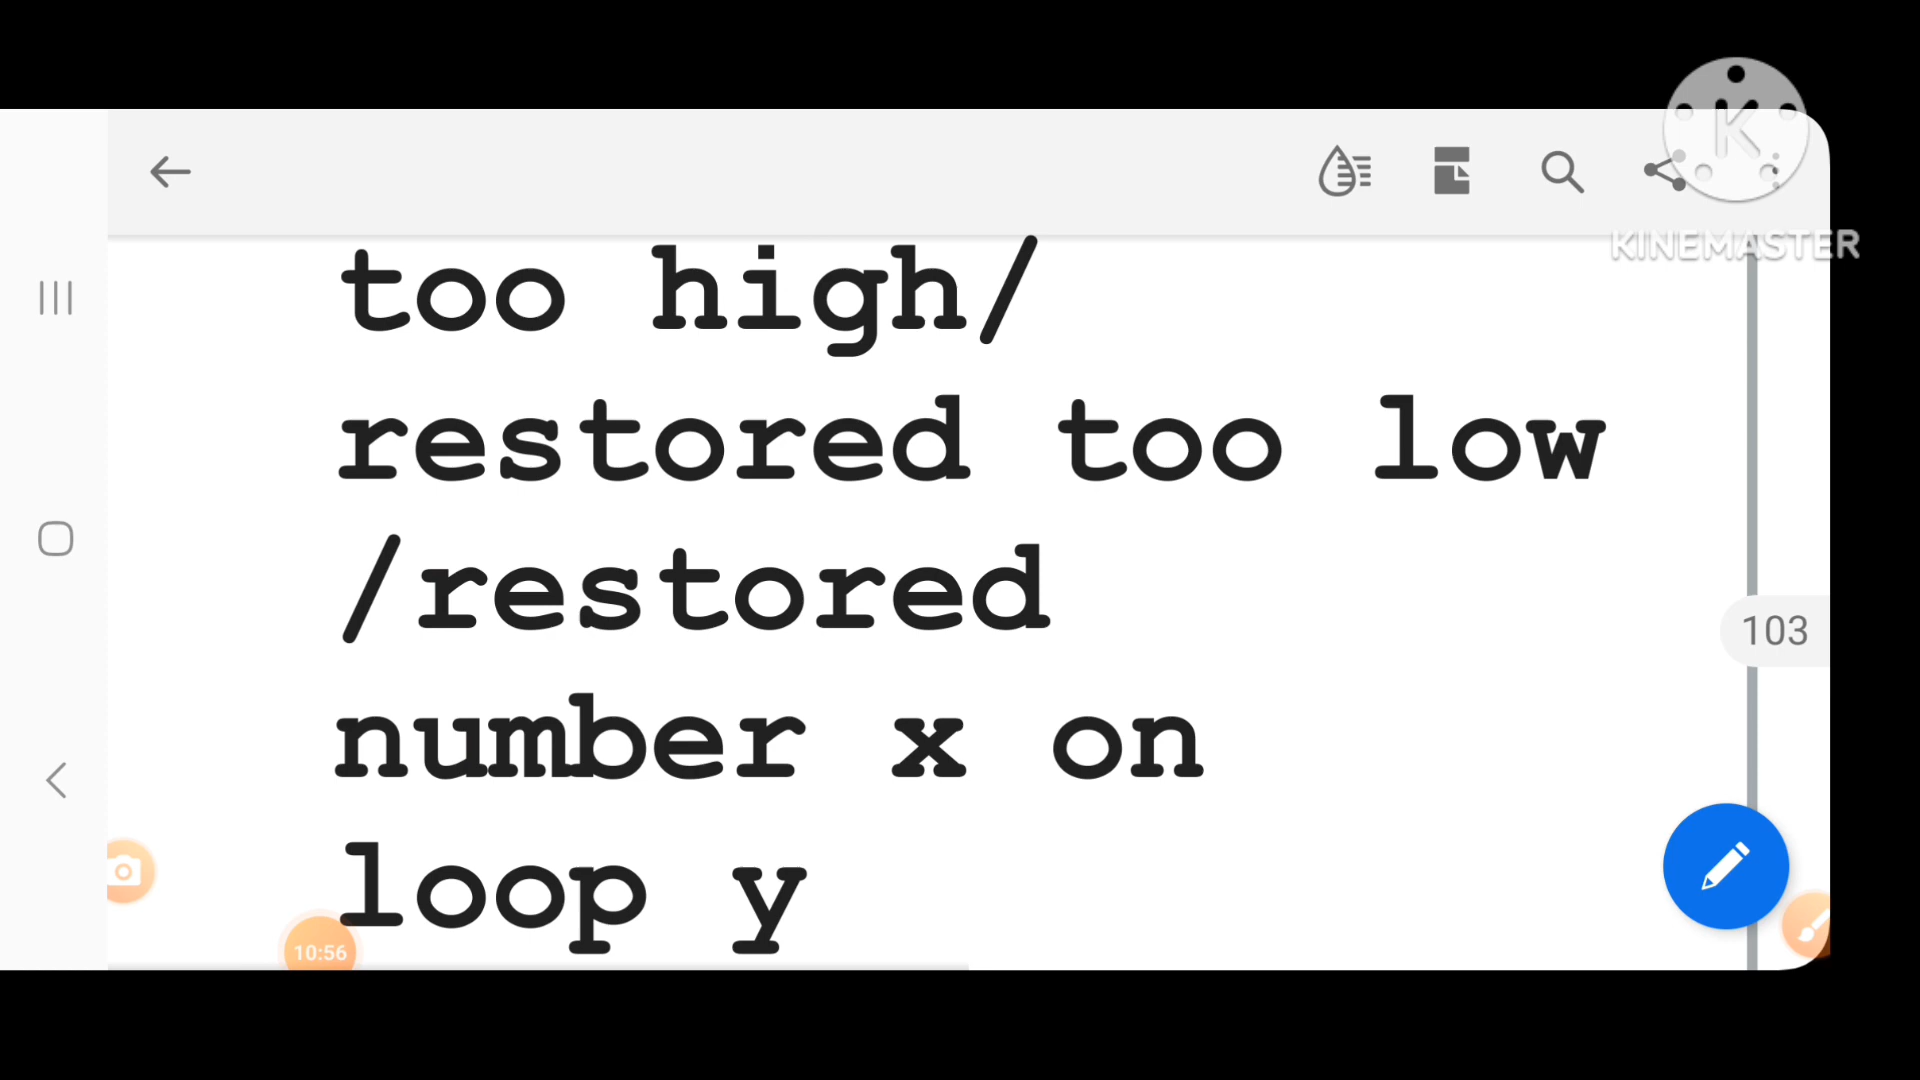 KINEMASTER
too high/
restored too low
/restored
103
number x on
loop y
10:56